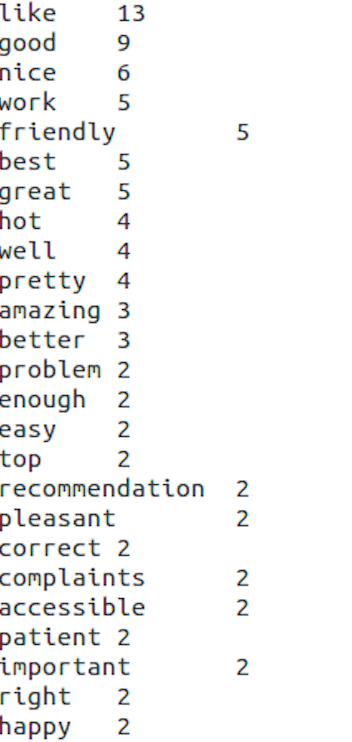 like 13
good 9
nice 6
work 5
friendly 5
best 5
great 5
hot 4
well 4
pretty 4
amazing 3
better 3
problem 2
enough 2
easy 2
top 2
recommendation 2
pleasant 2
correct 2
complaints 2
accessible 2
patient 2
important 2
right 2
happy 2